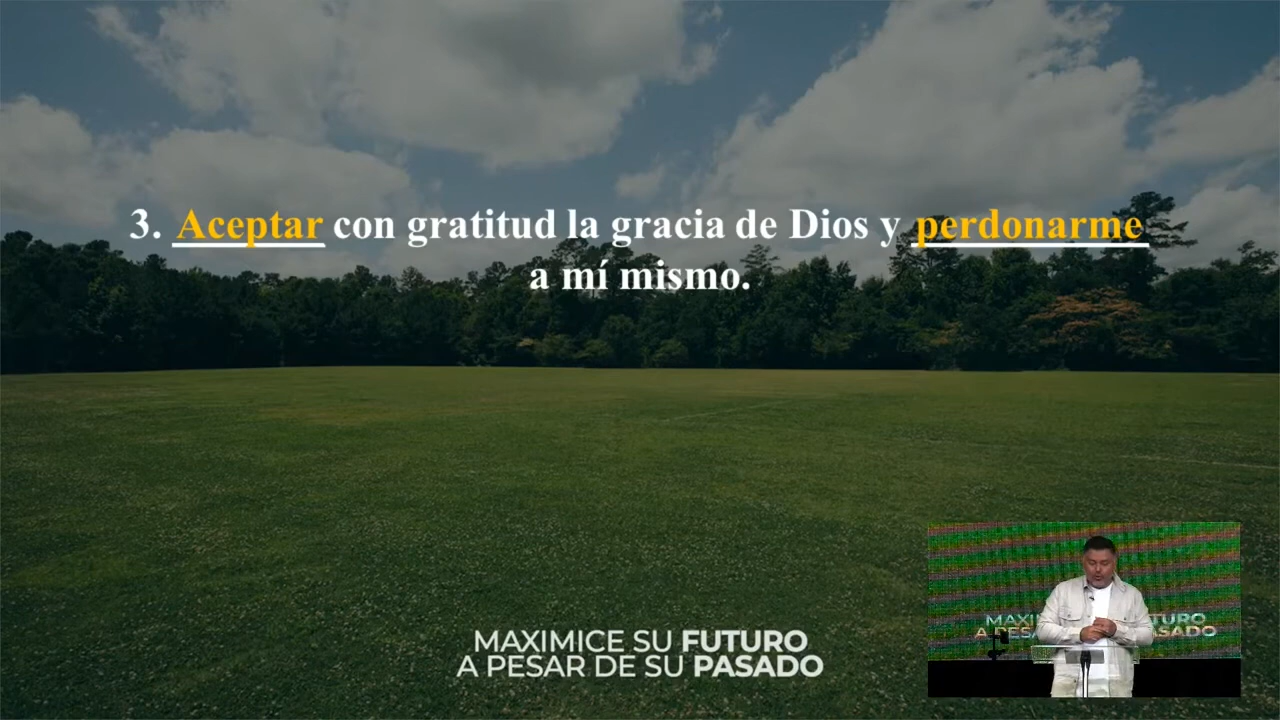 3. Aceptar con gratitud la gracia de Dios y perdonarme
a mí mismo.
MAXIMICE SU FUTURO
A PESAR DE SU PASADO